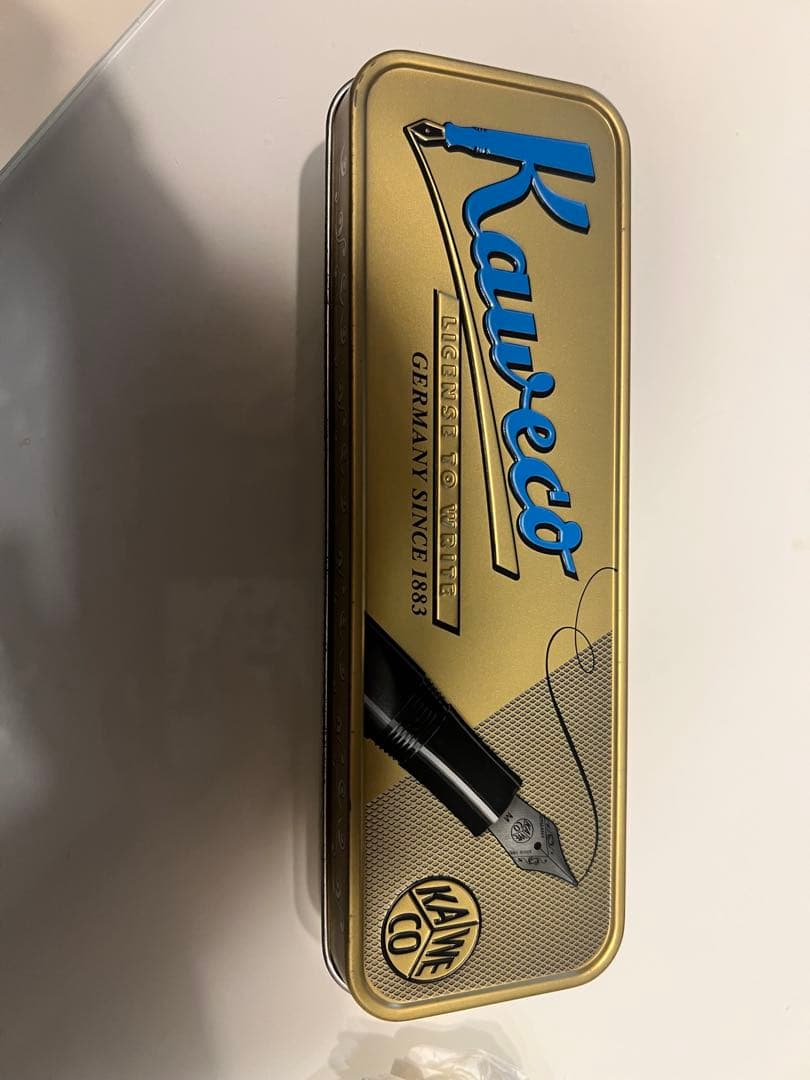 Kaweco
LICENSE TO WRITE
GERMANY SINCE 1883
M
KA WE CO